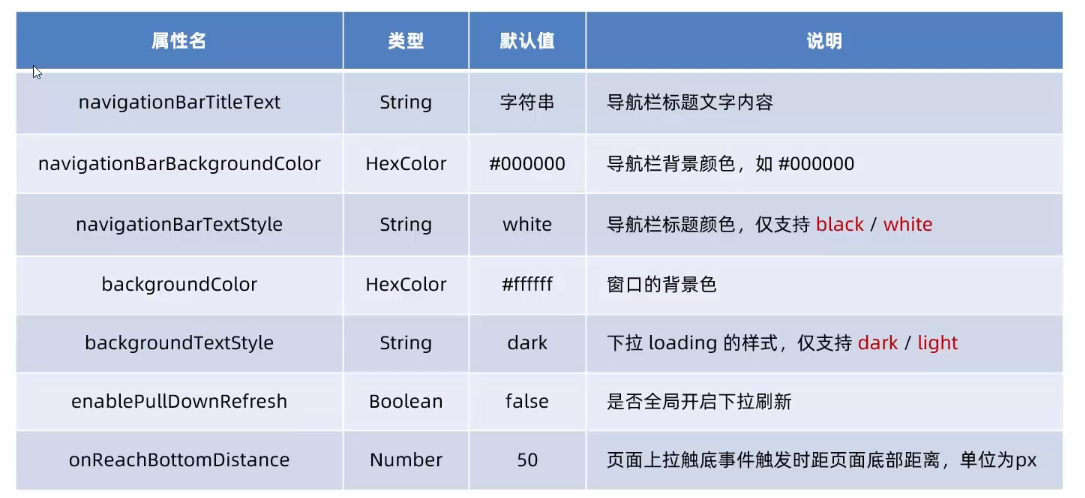 属性名 类型 默认值 说明
navigationBarTitleText String 字符串 导航栏标题文字内容
navigationBarBackgroundColor HexColor #000000 导航栏背景颜色，如 #000000
navigationBarTextStyle String white 导航栏标题颜色，仅支持 black / white
backgroundColor HexColor #ffffff 窗口的背景色
backgroundTextStyle String dark 下拉 loading 的样式，仅支持 dark / light
enablePullDownRefresh Boolean false 是否全局开启下拉刷新
onReachBottomDistance Number 50 页面上拉触底事件触发时距页面底部距离，单位为px